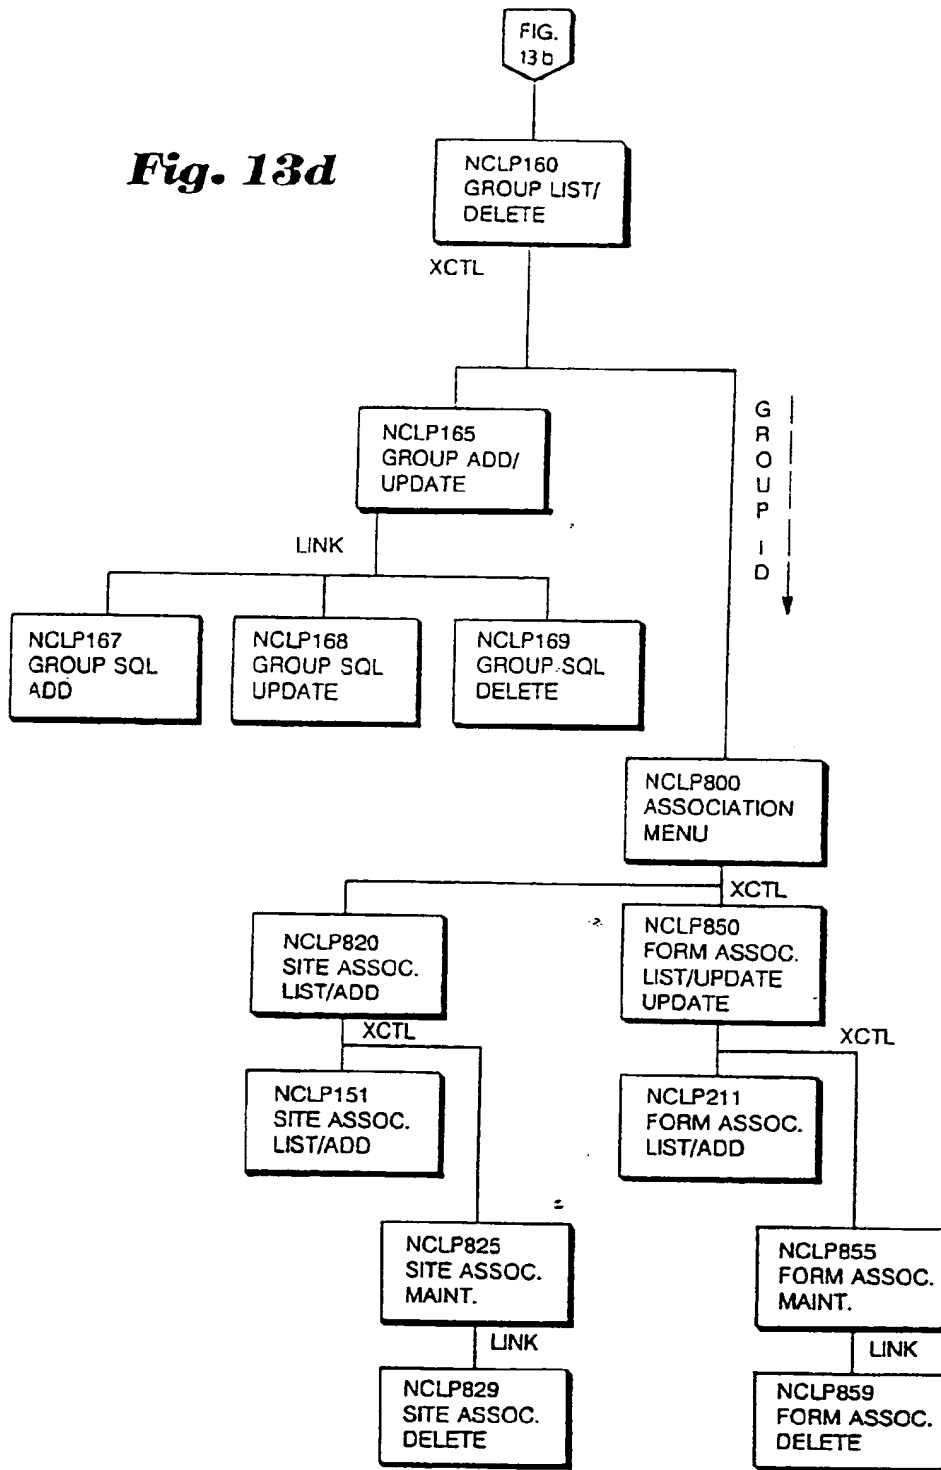 FIG.
13b
Fig. 13d
NCLP160
GROUP LIST/
DELETE
XCTL
NCLP165
GROUP ADD/
UPDATE
GROUP ID
LINK
NCLP167
GROUP SQL
ADD
NCLP168
GROUP SQL
UPDATE
NCLP169
GROUP SQL
DELETE
NCLP800
ASSOCIATION
MENU
XCTL
NCLP820
SITE ASSOC.
LIST/ADD
NCLP850
FORM ASSOC.
LIST/UPDATE
UPDATE
XCTL
XCTL
NCLP151
SITE ASSOC.
LIST/ADD
NCLP211
FORM ASSOC.
LIST/ADD
NCLP825
SITE ASSOC.
MAINT.
NCLP855
FORM ASSOC.
MAINT.
LINK
LINK
NCLP829
SITE ASSOC.
DELETE
NCLP859
FORM ASSOC.
DELETE